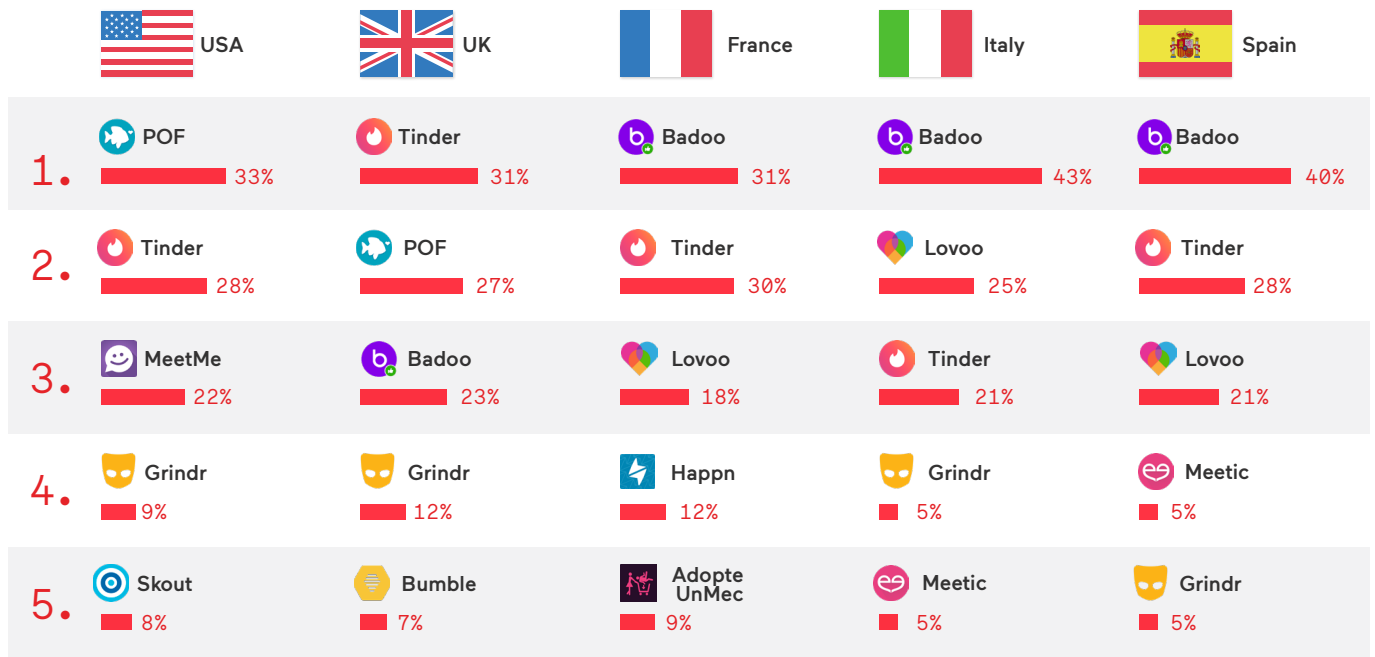 USA UK France Italy Spain
1.
POF Tinder Badoo Badoo Badoo
33% 31% 31% 43% 40%
2.
Tinder POF Tinder Lovoo Tinder
28% 27% 30% 25% 28%
3.
MeetMe Badoo Lovoo Tinder Lovoo
22% 23% 18% 21% 21%
4.
Grindr Grindr Happn Grindr Meetic
9% 12% 12% 5% 5%
5.
Skout Bumble Adopte UnMec Meetic Grindr
8% 7% 9% 5% 5%